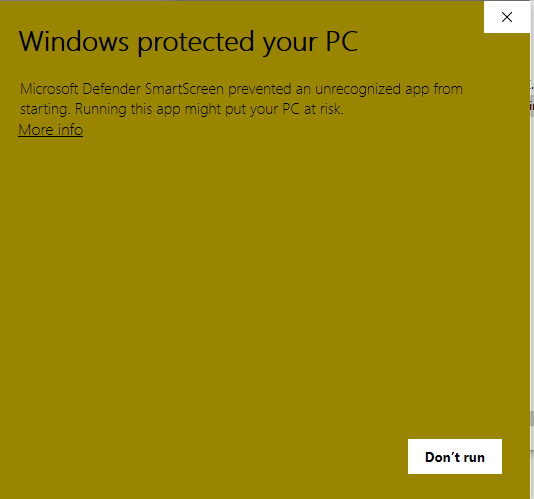 Windows protected your PC
Microsoft Defender SmartScreen prevented an unrecognized app from
starting. Running this app might put your PC at risk.
More info
Don't run